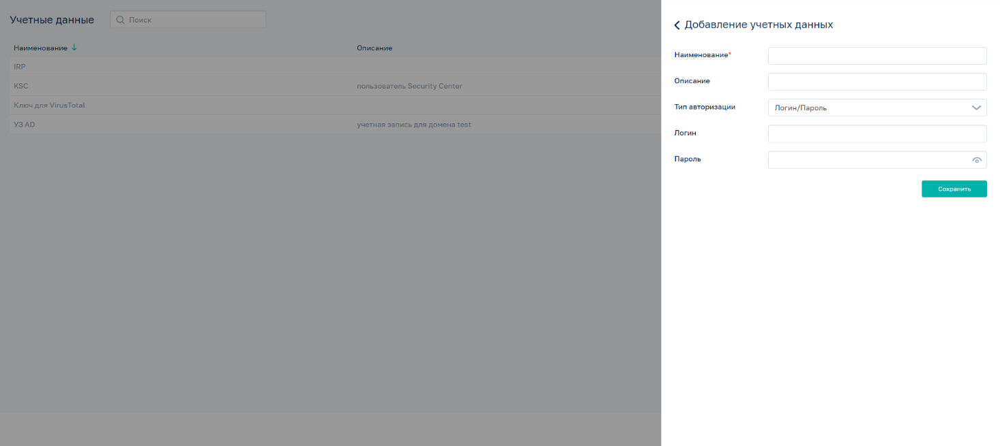 Учетные данные
Поиск
Наименование
Описание
IRP
KSC
пользователь Security Center
Ключ для VirusTotal
УЗ AD
учетная запись для домена test
Добавление учетных данных
Наименование*
Описание
Тип авторизации
Логин/Пароль
Логин
Пароль
Сохранить